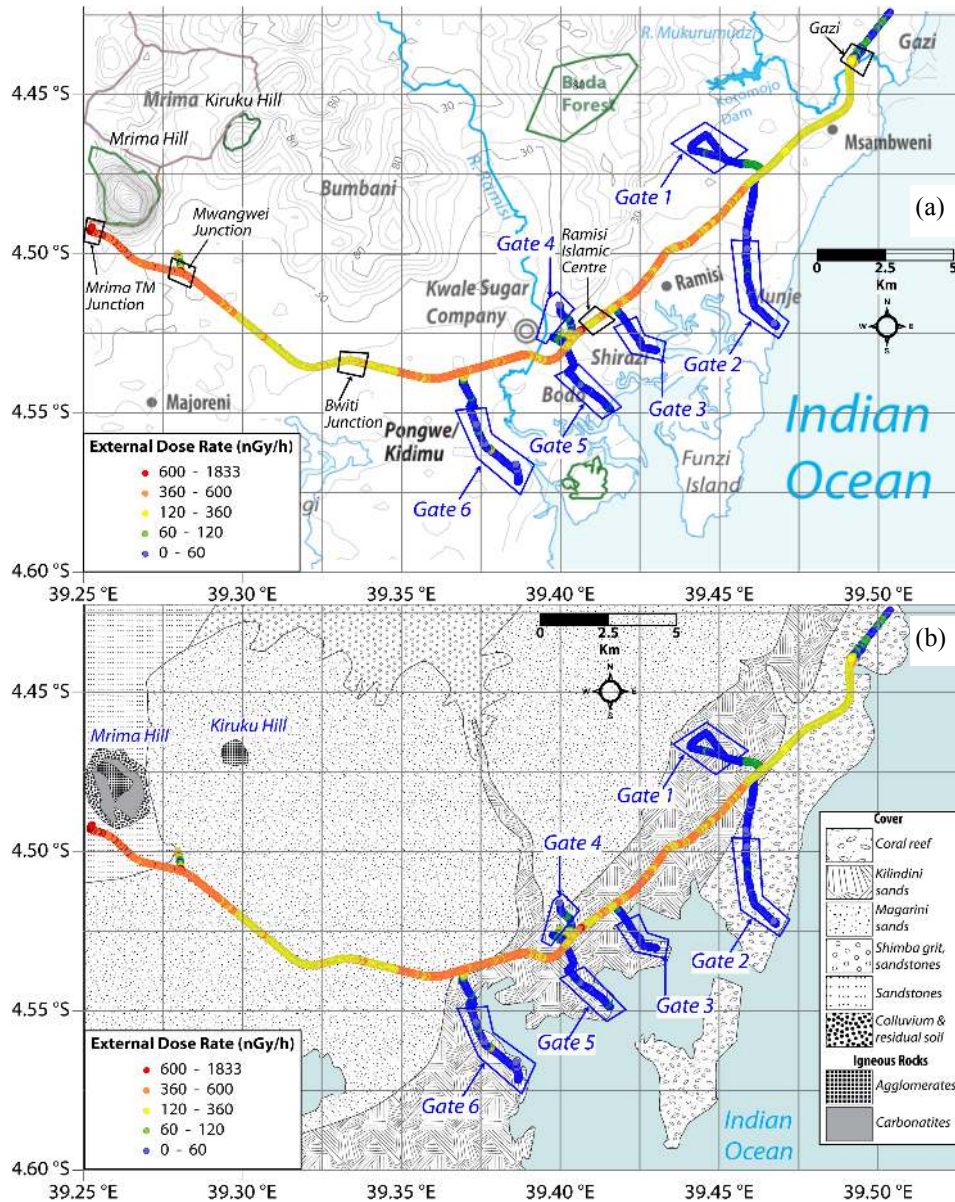 R. Mukurumudzi
Gazi
Gazi
4.45°S
Mrima
Kiruku Hill
Mrima Hill
30
Buda
Forest
Koromojo
Dam
Msambweni
80
Bumbani
R. Ramisi
Gate 1
(a)
Mwangwei
Junction
4.50°S
Gate 4
Ramisi
Islamic
Centre
0 2.5 5
Km
Mrima TM
Junction
Kwale Sugar
Company
Ramisi
Munje
N
W E
S
Shirazi
Gate 2
Gate 3
4.55 °S
Majoreni
Bwiti
Junction
Bodo
Gate 5
Pongwe/
Kidimu
Indian
Ocean
Funzi
Island
Gate 6
gi
External Dose Rate (nGy/h)
600 - 1833
360 - 600
120 - 360
60 - 120
0 - 60
4.60 °S
39.25 °E 39.30 °E 39.35 °E 39.40 °E 39.45 °E 39.50 °E
0 2.5 5
Km
(b)
N
W E
S
4.45°S
Mrima Hill
Kiruku Hill
Gate 1
4.50 °S
Gate 4
Gate 2
Gate 3
4.55°S
Gate 5
Gate 6
Cover
Coral reef
Kilindini
sands
Magarini
sands
Shimba grit,
sandstones
Sandstones
Colluvium &
residual soil
Igneous Rocks
Agglomerates
Carbonatites
External Dose Rate (nGy/h)
600 - 1833
360 - 600
120 - 360
60 - 120
0 - 60
Indian
Ocean
4.60 °S
39.25 °E 39.30 °E 39.35 °E 39.40 °E 39.45 °E 39.50 °E